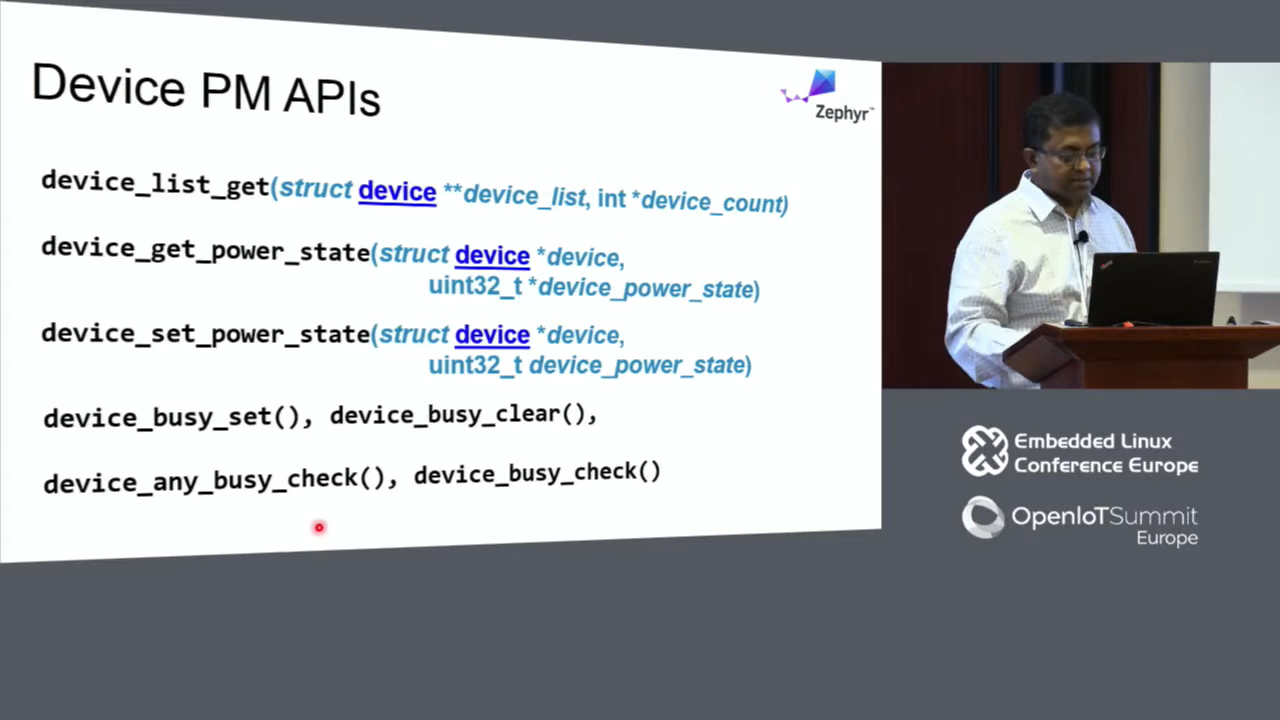 Device PM APIs
Zephyr™
device_list_get(struct device **device_list, int *device_count)
device_get_power_state(struct device *device,
uint32_t *device_power_state)
device_set_power_state(struct device *device,
uint32_t device_power_state)
device_busy_set(), device_busy_clear(),
device_any_busy_check(), device_busy_check()
Embedded Linux
Conference Europe
OpenIoTSummit
Europe